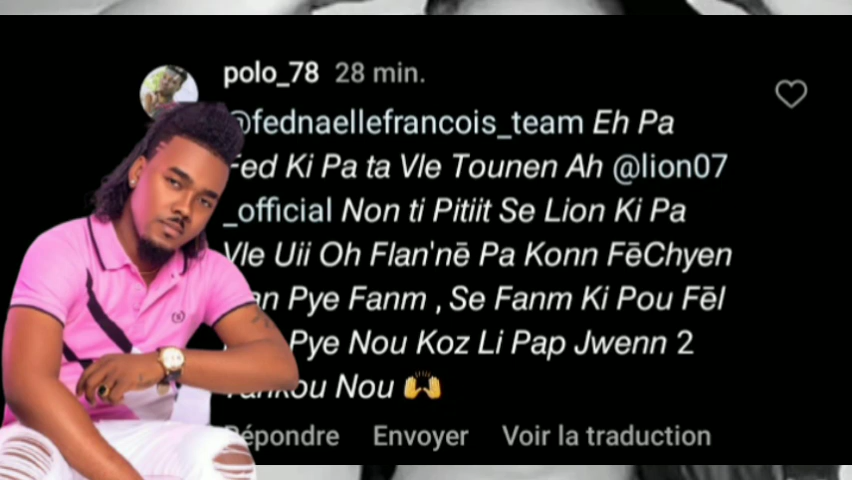 polo_78 28 min.
@fednaellefrancois_team Eh Pa
Fed Ki Pa ta Vle Tounen Ah @lion07
_official Non ti Pitiit Se Lion Ki Pa
Vle Uii Oh Flan'nē Pa Konn FēChyen
Pye Fanm , Se Fanm Ki Pou Fēl
Pye Nou Koz Li Pap Jwenn 2
Nou 🙌
Répondre Envoyer Voir la traduction